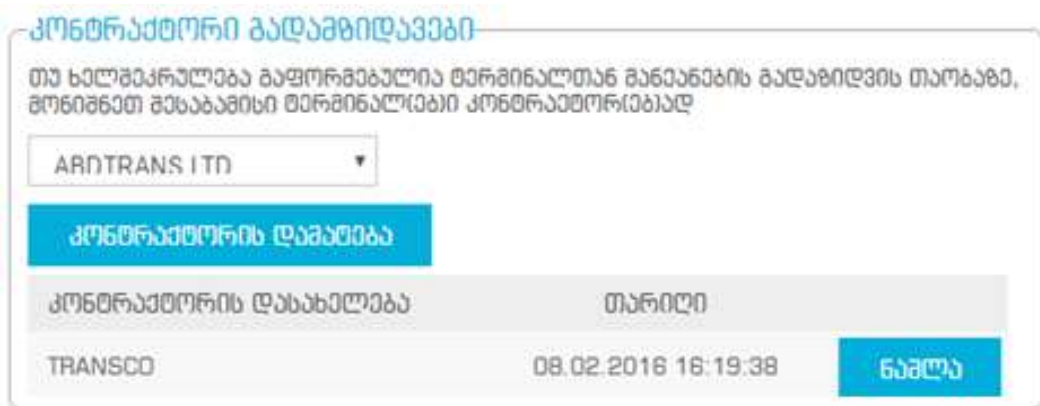 კონტრაქტორი გადამზიდავები
თუ ხელშეკრულება გაფორმებულია ტერმინალთან მანქანების გადაზიდვის თაობაზე,
მონიშნეთ შესაბამისი ტერმინალ(ებ)ი კონტრაქტორ(ებ)ად
ABDTRANS LTD
კონტრაქტორის დამატება
კონტრაქტორის დასახელება თარიღი
TRANSCO 08.02.2016 16:19:38 წაშლა